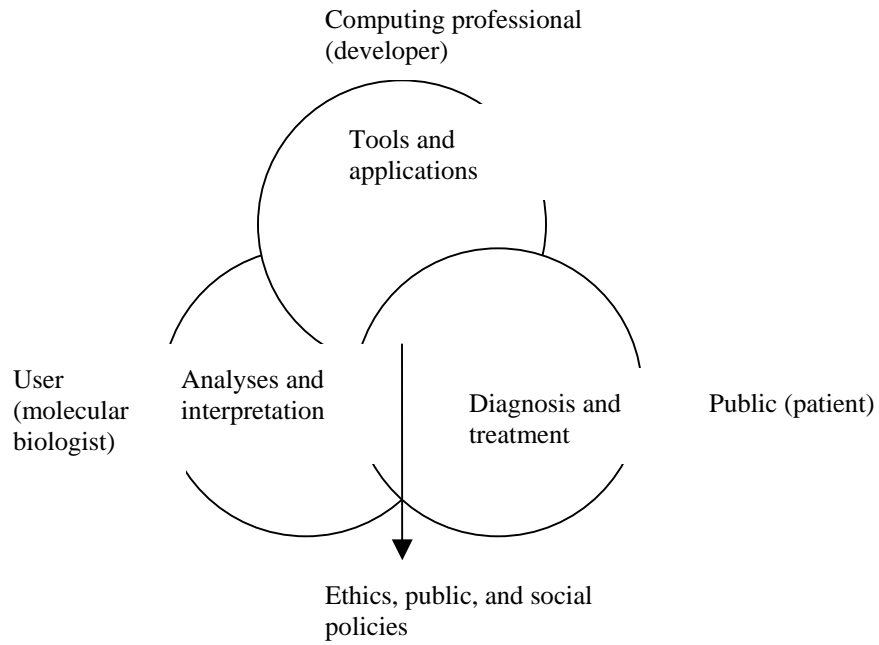 Computing professional
(developer)
Tools and
applications
User
(molecular
biologist)
Analyses and
interpretation
Diagnosis and
treatment
Public (patient)
Ethics, public, and social
policies